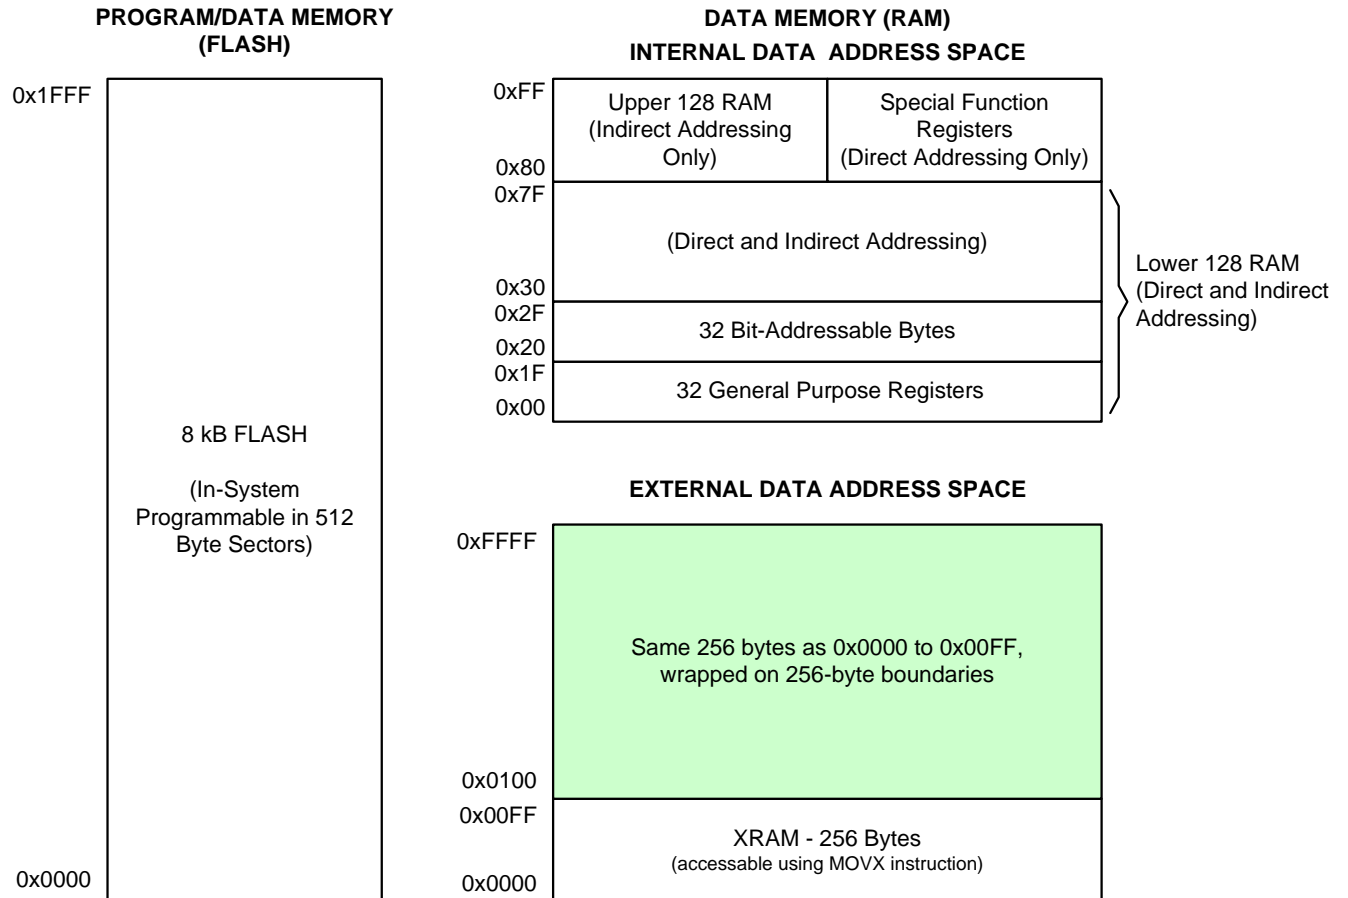 PROGRAM/DATA MEMORY
(FLASH)
0x1FFF
8 kB FLASH
(In-System
Programmable in 512
Byte Sectors)
0x0000
DATA MEMORY (RAM)
INTERNAL DATA ADDRESS SPACE
0xFF
Upper 128 RAM
(Indirect Addressing
Only)
Special Function
Registers
(Direct Addressing Only)
0x80
0x7F
(Direct and Indirect Addressing)
0x30
0x2F
32 Bit-Addressable Bytes
0x20
0x1F
32 General Purpose Registers
0x00
Lower 128 RAM
(Direct and Indirect
Addressing)
EXTERNAL DATA ADDRESS SPACE
0xFFFF
Same 256 bytes as 0x0000 to 0x00FF,
wrapped on 256-byte boundaries
0x0100
0x00FF
XRAM - 256 Bytes
(accessable using MOVX instruction)
0x0000